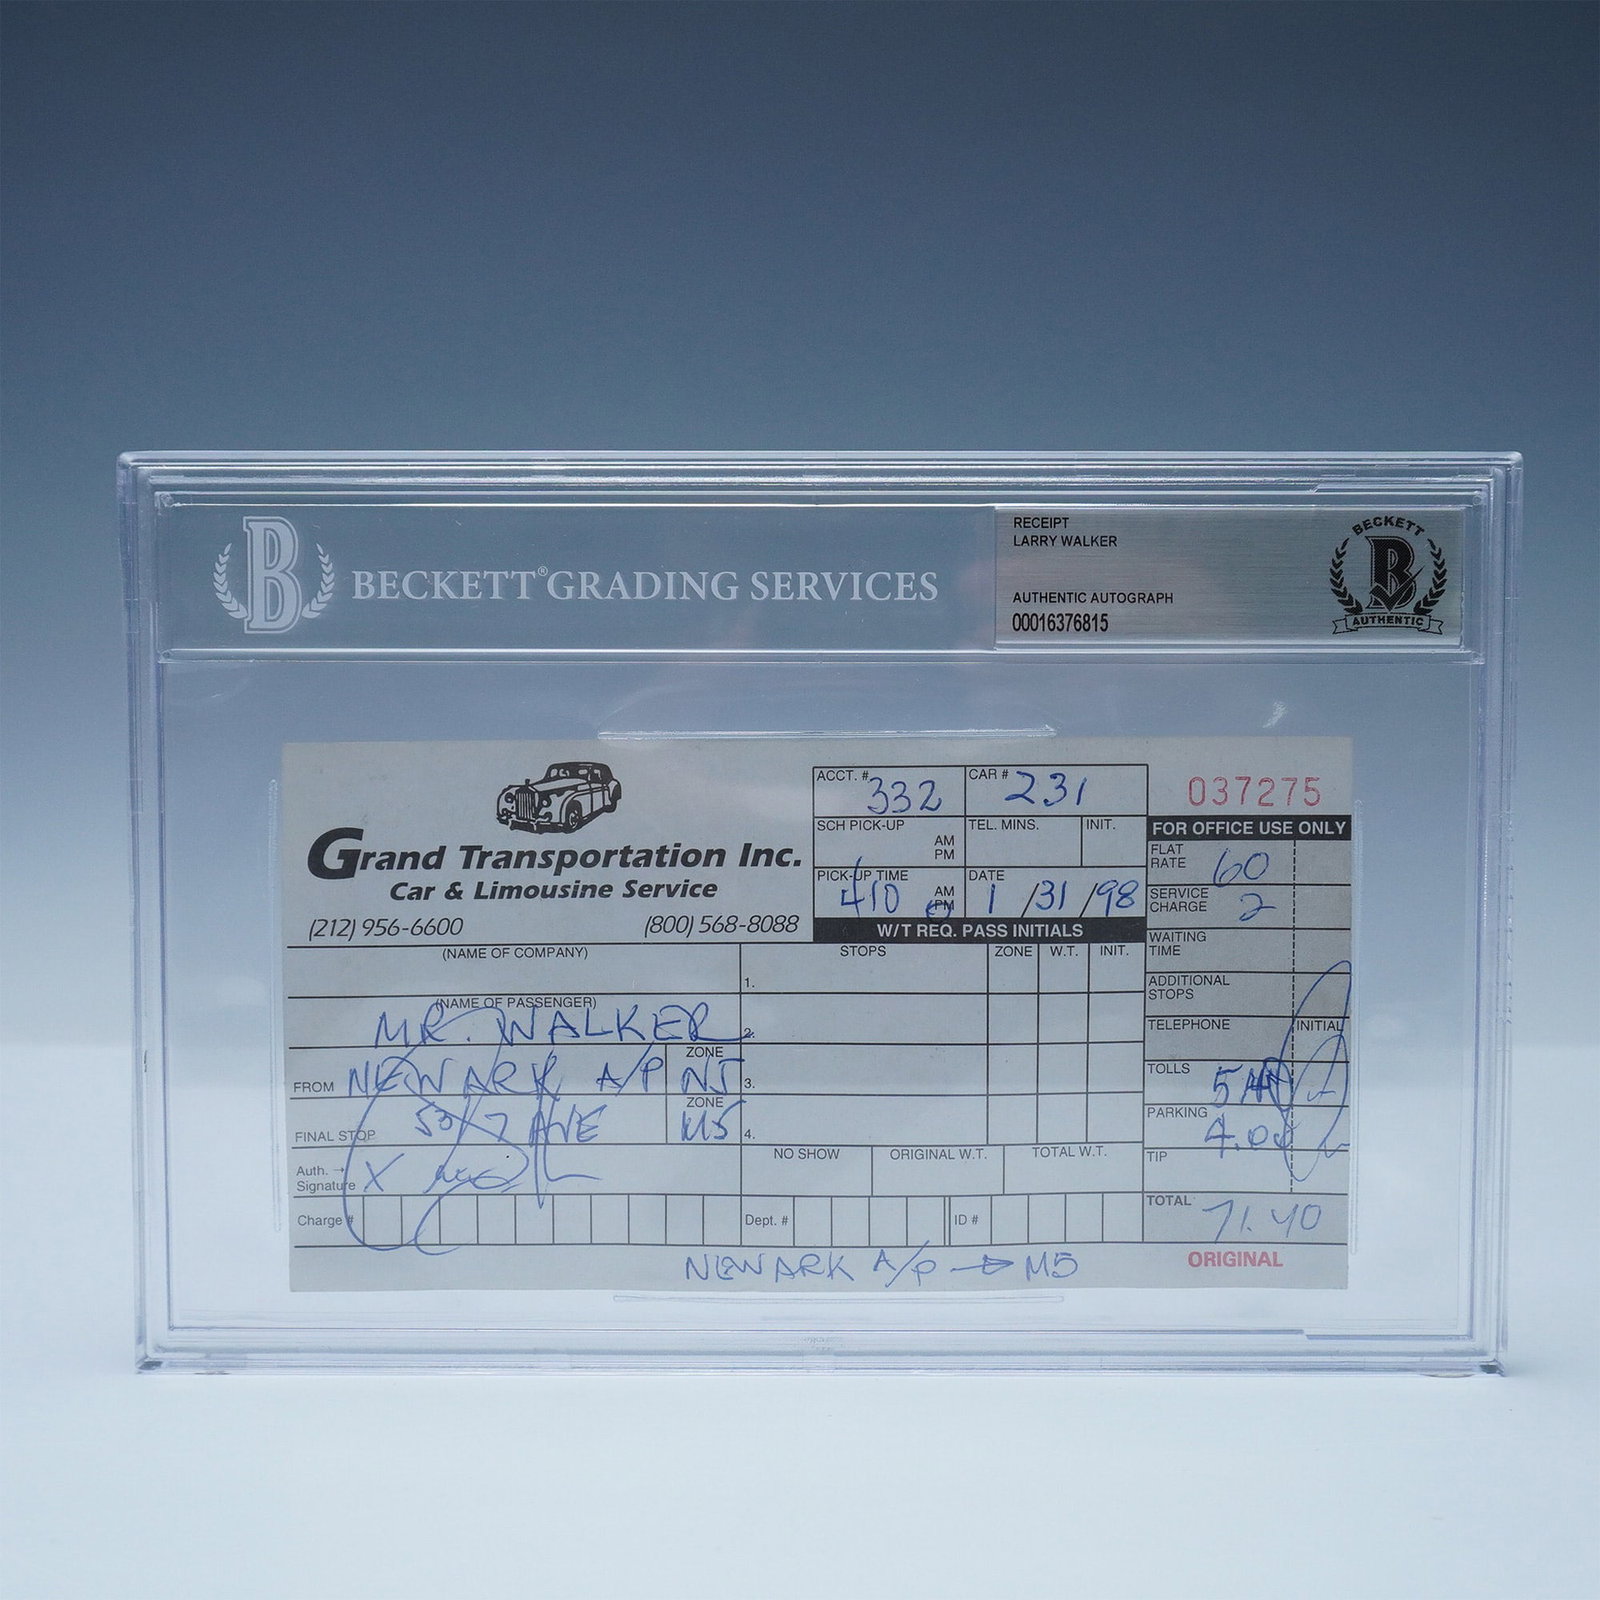 B BECKETT® GRADING SERVICES
RECEIPT
LARRY WALKER
AUTHENTIC AUTOGRAPH
00016376815
BECKETT
B
AUTHENTIC
Grand Transportation Inc.
Car & Limousine Service
(212) 956-6600 (800) 568-8088
ACCT. # 332 CAR # 231
SCH PICK-UP AM PM TEL. MINS. INIT.
PICK-UP TIME 410 AM PM DATE 1/31/98
W/T REQ. PASS INITIALS
037275
FOR OFFICE USE ONLY
FLAT RATE 60
SERVICE CHARGE 2
WAITING TIME
ADDITIONAL STOPS
TELEPHONE INITIAL
TOLLS 5
PARKING 4.00
TIP
TOTAL 71.40
ORIGINAL
(NAME OF COMPANY)
(NAME OF PASSENGER)
MR. WALKER
FROM NEWARK A/P ZONE NJ
FINAL STOP 53/7 AVE ZONE M5
Auth. → Signature X
Charge # Dept. # ID #
STOPS ZONE W.T. INIT.
1.
2.
3.
4.
NO SHOW ORIGINAL W.T. TOTAL W.T.
NEWARK A/P → M5